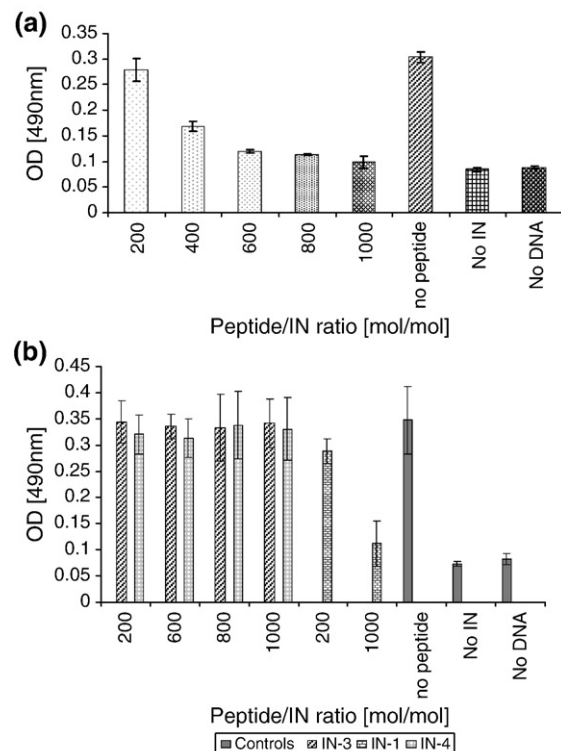 (a)
OD [490nm]
0.35
0.3
0.25
0.2
0.15
0.1
0.05
0
200
400
600
800
1000
no peptide
No IN
No DNA
Peptide/IN ratio [mol/mol]
(b)
OD [490nm]
0.45
0.4
0.35
0.3
0.25
0.2
0.15
0.1
0.05
0
200
600
800
1000
200
1000
no peptide
No IN
No DNA
Peptide/IN ratio [mol/mol]
Controls IN-3 IN-1 IN-4